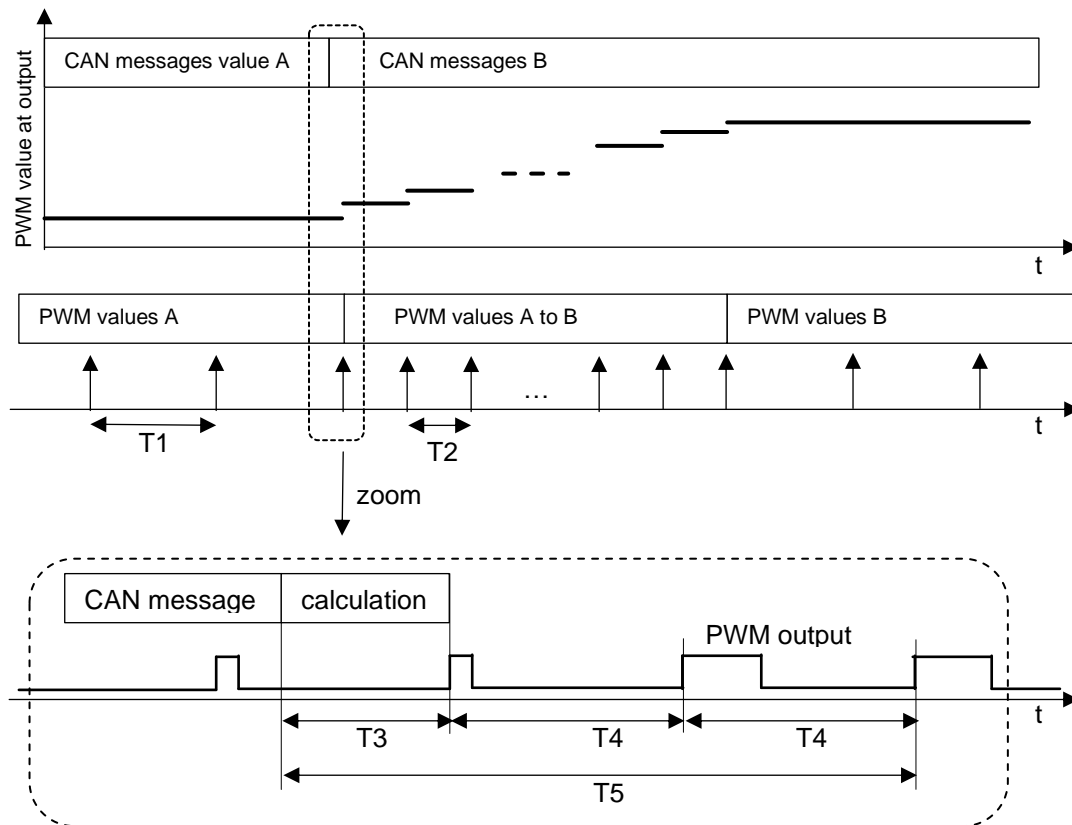 PWM value at output
CAN messages value A
CAN messages B
t
PWM values A
PWM values A to B
PWM values B
...
T1
T2
t
zoom
CAN message
calculation
PWM output
T3
T4
T4
t
T5